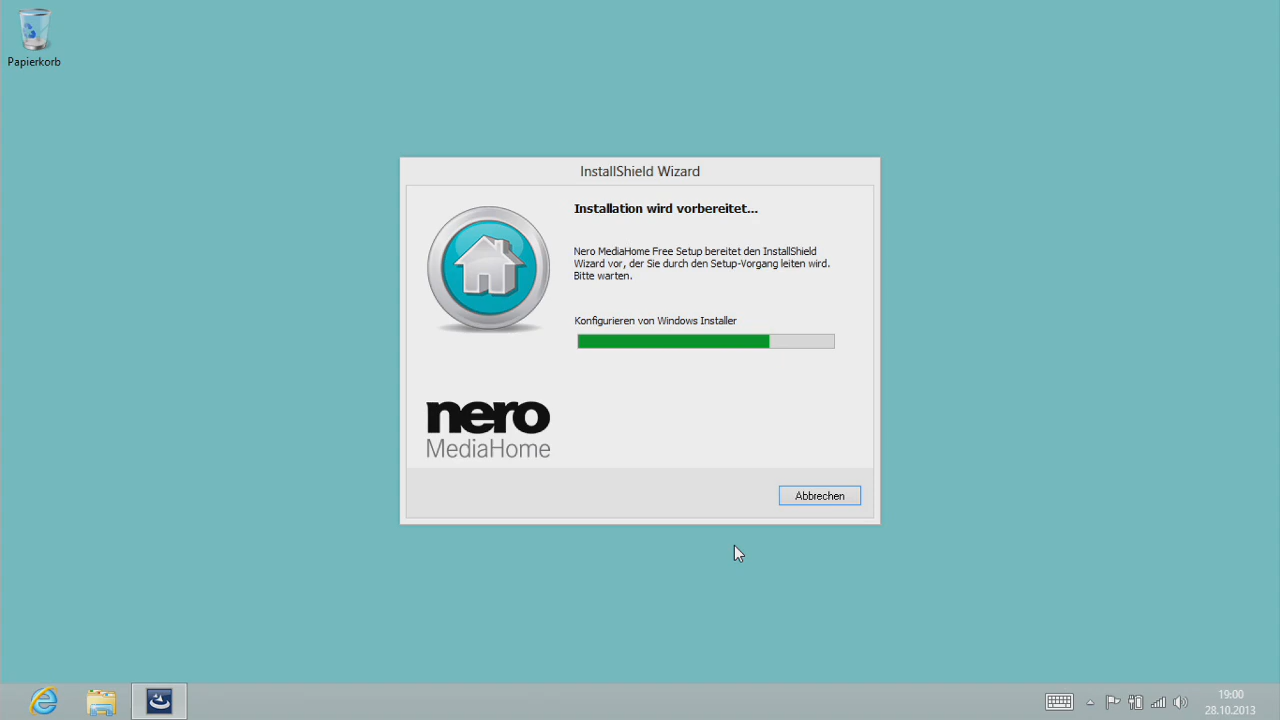 Papierkorb
InstallShield Wizard
Installation wird vorbereitet...
Nero MediaHome Free Setup bereitet den InstallShield
Wizard vor, der Sie durch den Setup-Vorgang leiten wird.
Bitte warten.
Konfigurieren von Windows Installer
nero
MediaHome
Abbrechen
19:00
28.10.2013